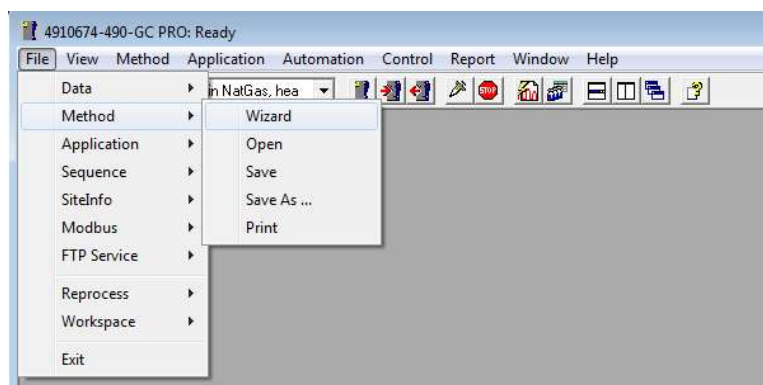 4910674-490-GC PRO: Ready
File View Method Application Automation Control Report Window Help
in NatGas, hea
STOP
Data
Method
Application
Sequence
SiteInfo
Modbus
FTP Service
Reprocess
Workspace
Exit
Wizard
Open
Save
Save As ...
Print